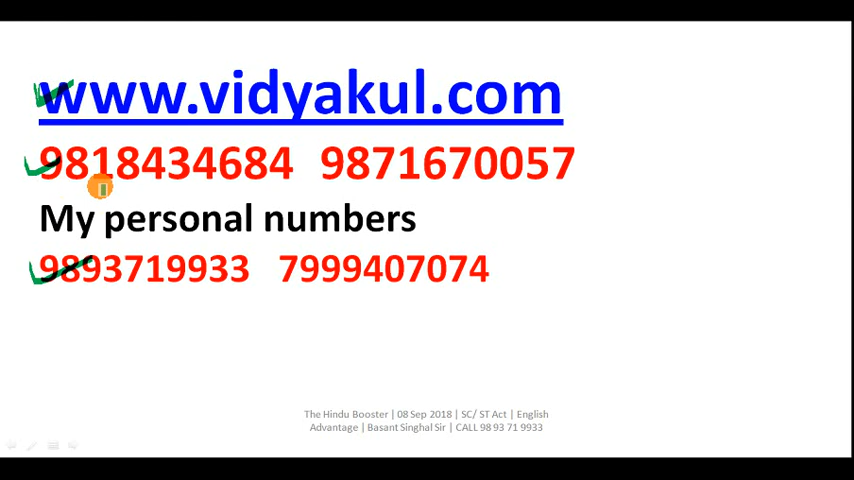 www.vidyakul.com
9818434684 9871670057
My personal numbers
9893719933 7999407074
The Hindu Booster | 08 Sep 2018 | SC/ ST Act | English
Advantage | Basant Singhal Sir | CALL 98 93 71 9933